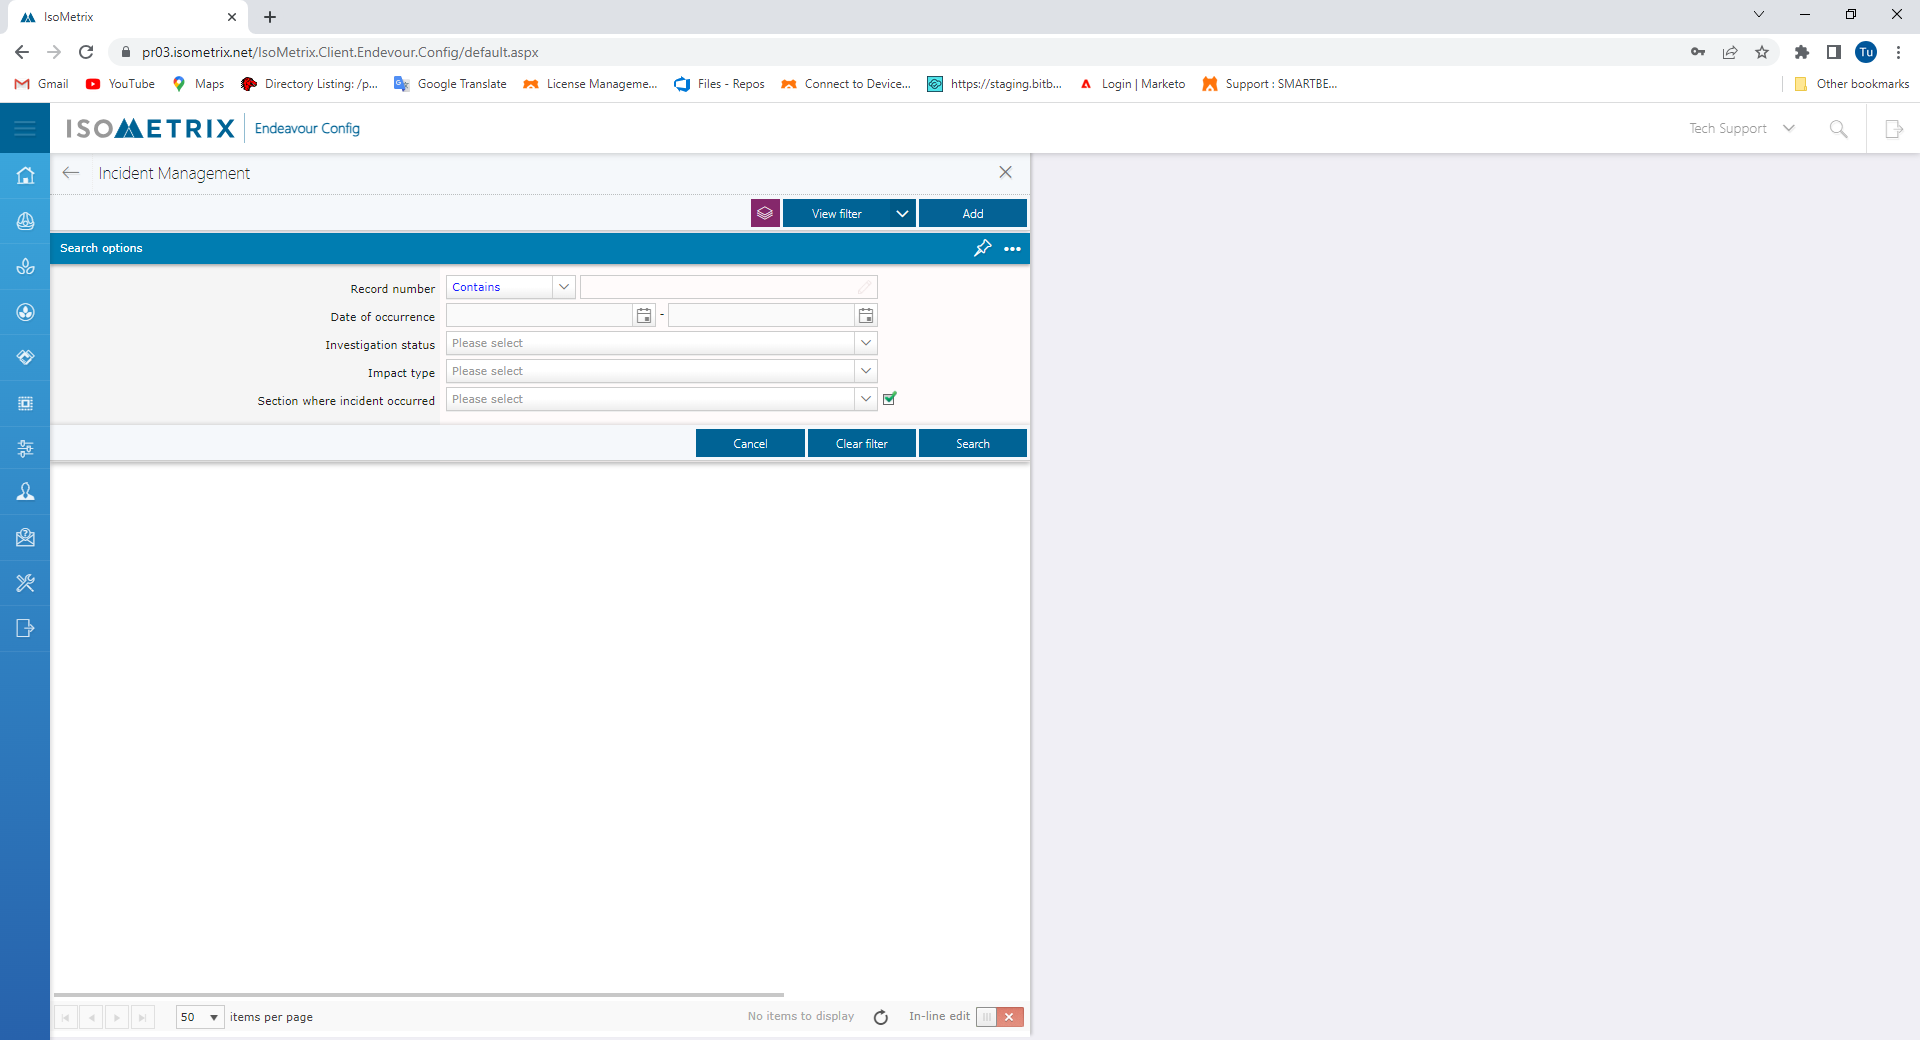 IsoMetrix
pr03.isometrix.net/IsoMetrix.Client.Endevour.Config/default.aspx
Tu
Gmail YouTube Maps Directory Listing: /p... Google Translate License Manageme... Files - Repos Connect to Device... https://staging.bitb... Login | Marketo Support : SMARTBE... Other bookmarks
ISOMETRIX Endeavour Config Tech Support
Incident Management
View filter Add
Search options
Record number Contains
Date of occurrence -
Investigation status Please select
Impact type Please select
Section where incident occurred Please select
Cancel Clear filter Search
50 items per page No items to display In-line edit